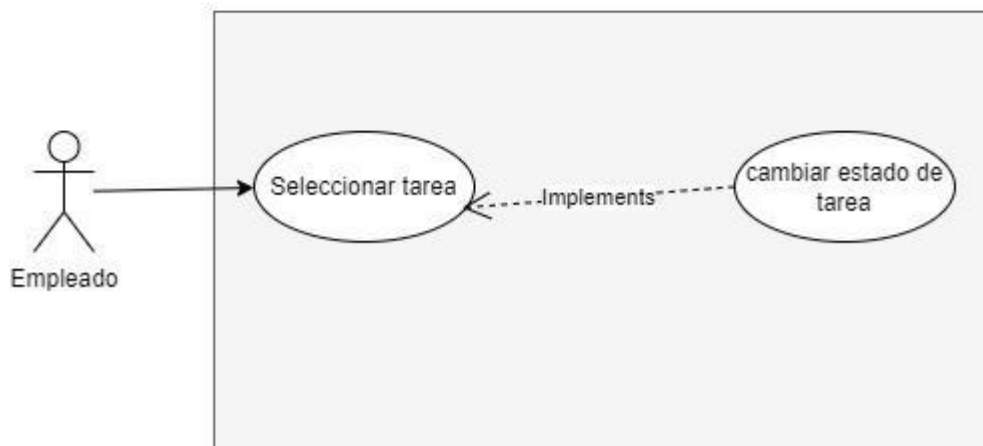 Empleado
Seleccionar tarea
Implements
cambiar estado de
tarea